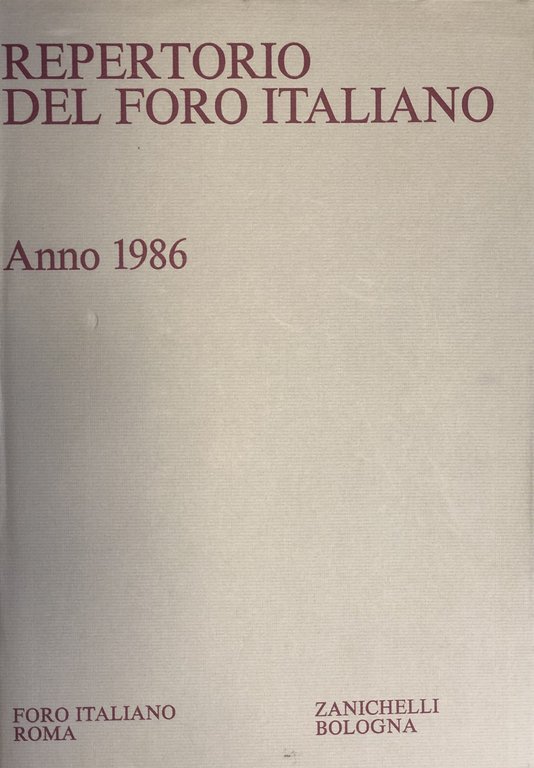 REPERTORIO
DEL FORO ITALIANO
Anno 1986
FORO ITALIANO
ROMA
ZANICHELLI
BOLOGNA